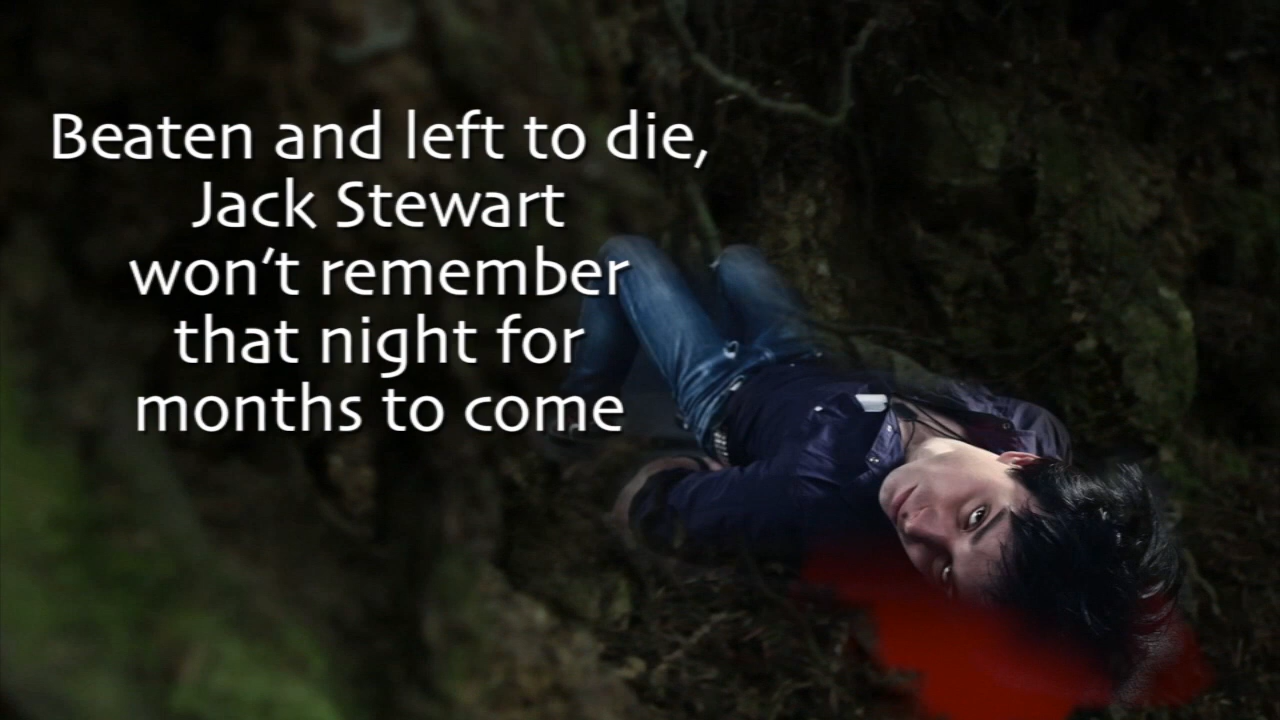 Beaten and left to die,
Jack Stewart
won’t remember
that night for
months to come